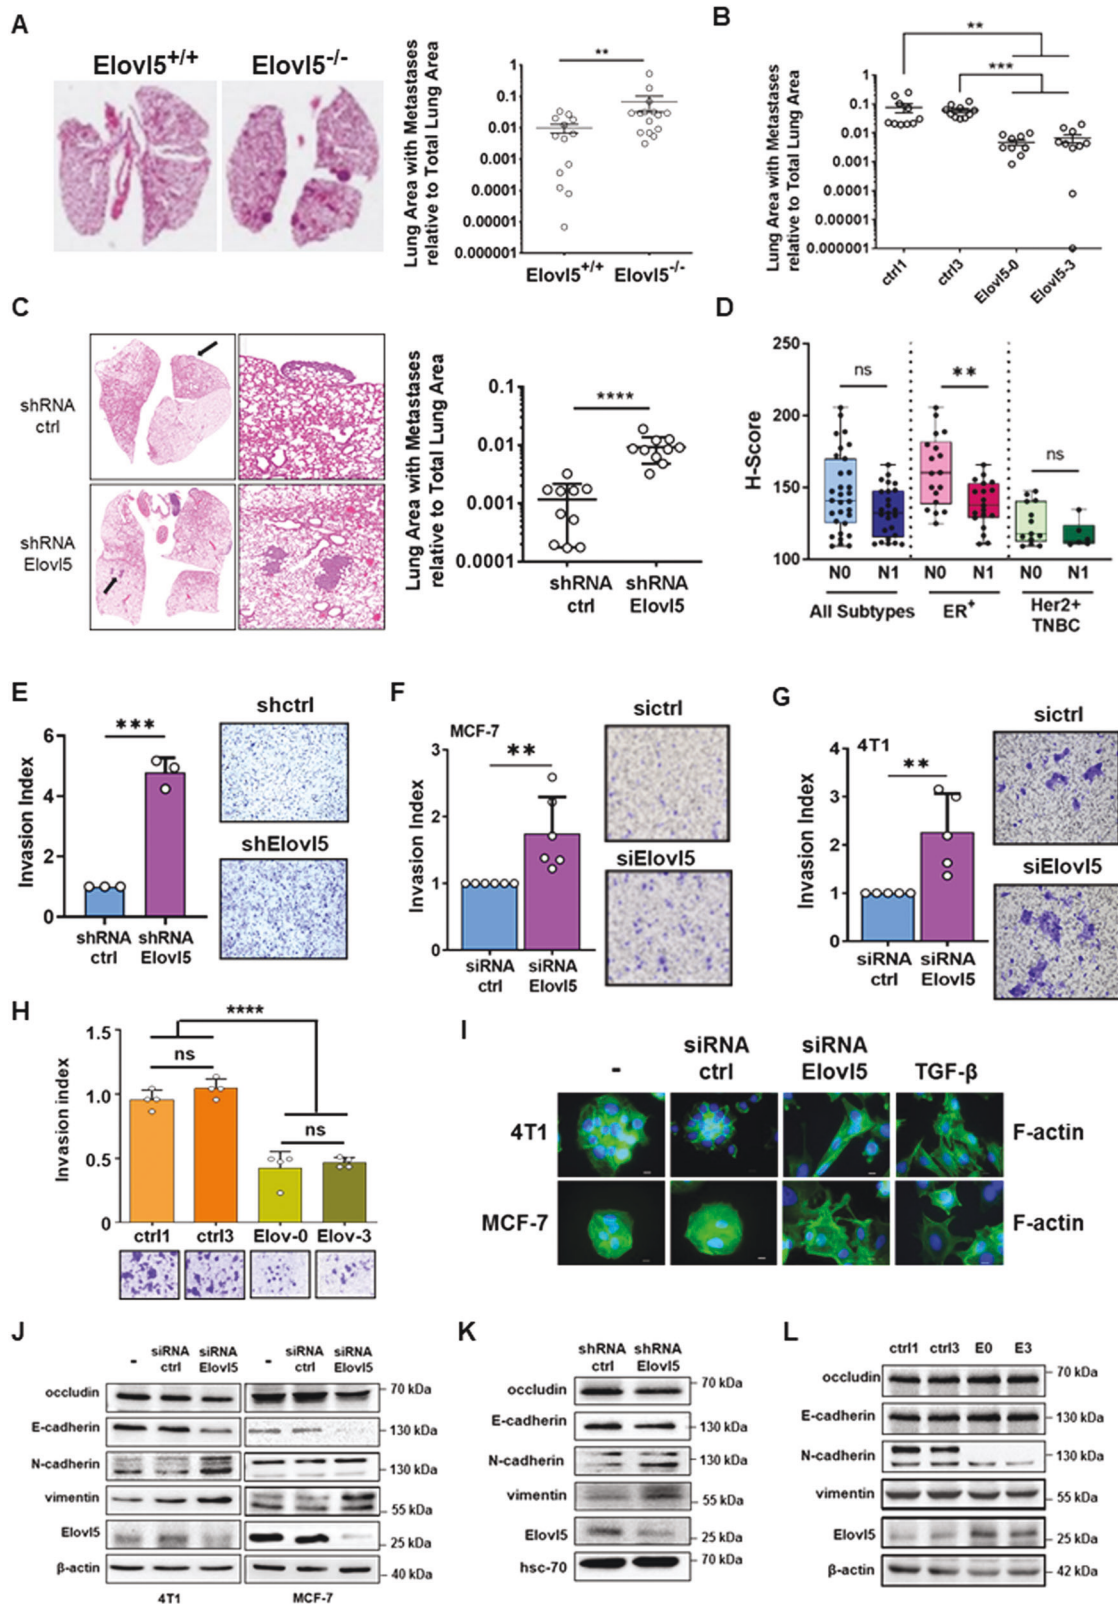 A
Elovl5+/+
Elovl5-/-
Lung Area with Metastases
relative to Total Lung Area
1
0.1
0.01
0.001
0.0001
0.00001
**
Elovl5+/+
Elovl5-/-
B
Lung Area with Metastases
relative to Total Lung Area
1
0.1
0.01
0.001
0.0001
0.00001
0.000001
**
***
ctrl1
ctrl3
Elovl5-0
Elovl5-3
C
shRNA
ctrl
shRNA
Elovl5
Lung Area with Metastases
relative to Total Lung Area
0.1
0.01
0.001
0.0001
****
shRNA
ctrl
shRNA
Elovl5
D
H-Score
250
200
150
100
ns
**
ns
N0
N1
N0
N1
N0
N1
All Subtypes
ER+
Her2+
TNBC
E
Invasion Index
6
4
2
0
***
shRNA
ctrl
shRNA
Elovl5
shctrl
shElovl5
F
MCF-7
Invasion Index
3
2
1
0
**
siRNA
ctrl
siRNA
Elovl5
sictrl
siElovl5
G
4T1
Invasion Index
4
3
2
1
0
**
siRNA
ctrl
siRNA
Elovl5
sictrl
siElovl5
H
Invasion index
1.5
1.0
0.5
0
****
ns
ns
ctrl1
ctrl3
Elov-0
Elov-3
I
-
siRNA
ctrl
siRNA
Elovl5
TGF-β
4T1
F-actin
MCF-7
F-actin
J
-
siRNA
ctrl
siRNA
Elovl5
-
siRNA
ctrl
siRNA
Elovl5
occludin
70 kDa
E-cadherin
130 kDa
N-cadherin
130 kDa
vimentin
55 kDa
Elovl5
25 kDa
β-actin
40 kDa
4T1
MCF-7
K
shRNA
ctrl
shRNA
Elovl5
occludin
70 kDa
E-cadherin
130 kDa
N-cadherin
130 kDa
vimentin
55 kDa
Elovl5
25 kDa
hsc-70
70 kDa
L
ctrl1
ctrl3
E0
E3
occludin
70 kDa
E-cadherin
130 kDa
N-cadherin
130 kDa
vimentin
55 kDa
Elovl5
25 kDa
β-actin
42 kDa